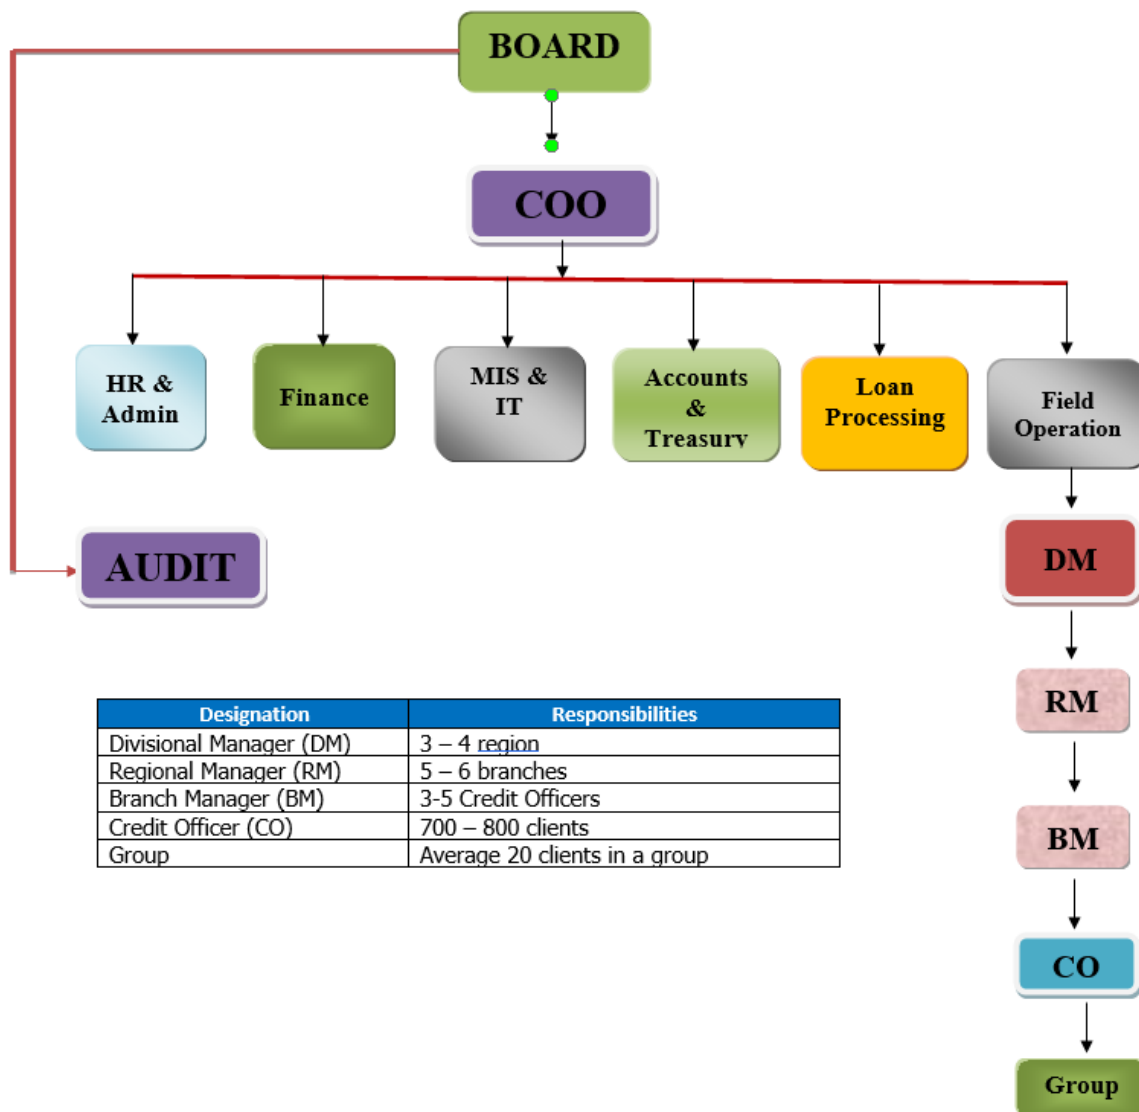 BOARD
COO
HR &
Admin
Finance
MIS &
IT
Accounts
&
Treasury
Loan
Processing
Field
Operation
AUDIT
DM
RM
BM
CO
Group
Designation Responsibilities
Divisional Manager (DM) 3 – 4 region
Regional Manager (RM) 5 – 6 branches
Branch Manager (BM) 3-5 Credit Officers
Credit Officer (CO) 700 – 800 clients
Group Average 20 clients in a group